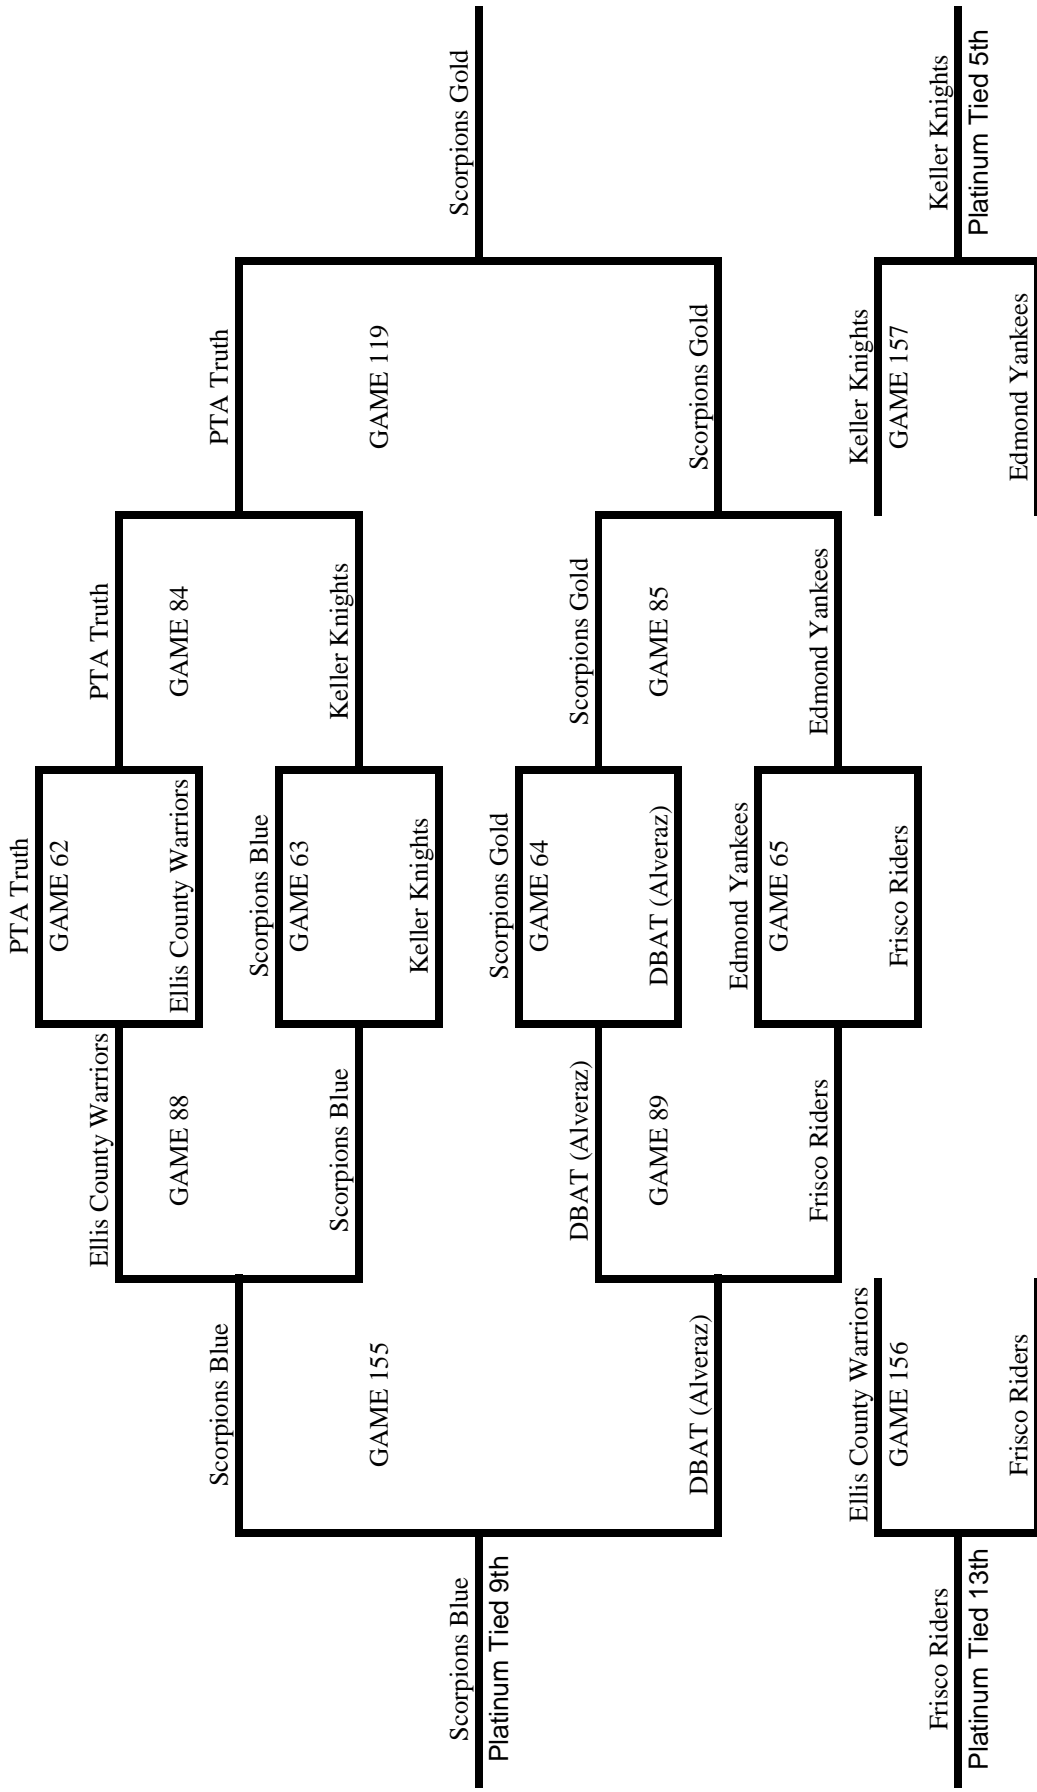 PTA Truth
GAME 62
Ellis County Warriors
PTA Truth
GAME 88
Ellis County Warriors
GAME 84
Scorpions Blue
PTA Truth
Scorpions Blue
GAME 63
Scorpions Blue
Keller Knights
GAME 155
GAME 119
Keller Knights
Scorpions Blue
Scorpions Gold
Platinum Tied 9th
Scorpions Gold
GAME 64
DBAT (Alveraz)
Scorpions Gold
GAME 89
DBAT (Alveraz)
GAME 85
DBAT (Alveraz)
Scorpions Gold
Edmond Yankees
GAME 65
Frisco Riders
Edmond Yankees
Ellis County Warriors
Keller Knights
GAME 156
Frisco Riders
GAME 157
Frisco Riders
Keller Knights
Platinum Tied 13th
Platinum Tied 5th
Frisco Riders
Edmond Yankees